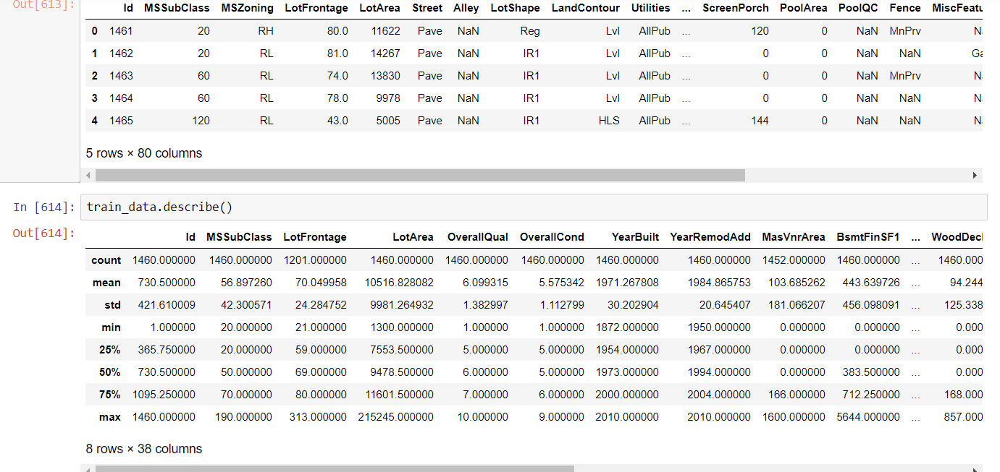 Out[613]:
Id MSSubClass MSZoning LotFrontage LotArea Street Alley LotShape LandContour Utilities ... ScreenPorch PoolArea PoolQC Fence MiscFeatu
0 1461 20 RH 80.0 11622 Pave NaN Reg Lvl AllPub ... 120 0 NaN MnPrv N
1 1462 20 RL 81.0 14267 Pave NaN IR1 Lvl AllPub ... 0 0 NaN NaN Ga
2 1463 60 RL 74.0 13830 Pave NaN IR1 Lvl AllPub ... 0 0 NaN MnPrv N
3 1464 60 RL 78.0 9978 Pave NaN IR1 Lvl AllPub ... 0 0 NaN NaN N
4 1465 120 RL 43.0 5005 Pave NaN IR1 HLS AllPub ... 144 0 NaN NaN N
5 rows × 80 columns
In [614]: train_data.describe()
Out[614]:
Id MSSubClass LotFrontage LotArea OverallQual OverallCond YearBuilt YearRemodAdd MasVnrArea BsmtFinSF1 ... WoodDec
count 1460.000000 1460.000000 1201.000000 1460.000000 1460.000000 1460.000000 1460.000000 1460.000000 1452.000000 1460.000000 ... 1460.000
mean 730.500000 56.897260 70.049958 10516.828082 6.099315 5.575342 1971.267808 1984.865753 103.685262 443.639726 ... 94.244
std 421.610009 42.300571 24.284752 9981.264932 1.382997 1.112799 30.202904 20.645407 181.066207 456.098091 ... 125.338
min 1.000000 20.000000 21.000000 1300.000000 1.000000 1.000000 1872.000000 1950.000000 0.000000 0.000000 ... 0.000
25% 365.750000 20.000000 59.000000 7553.500000 5.000000 5.000000 1954.000000 1967.000000 0.000000 0.000000 ... 0.000
50% 730.500000 50.000000 69.000000 9478.500000 6.000000 5.000000 1973.000000 1994.000000 0.000000 383.500000 ... 0.000
75% 1095.250000 70.000000 80.000000 11601.500000 7.000000 6.000000 2000.000000 2004.000000 166.000000 712.250000 ... 168.000
max 1460.000000 190.000000 313.000000 215245.000000 10.000000 9.000000 2010.000000 2010.000000 1600.000000 5644.000000 ... 857.000
8 rows × 38 columns